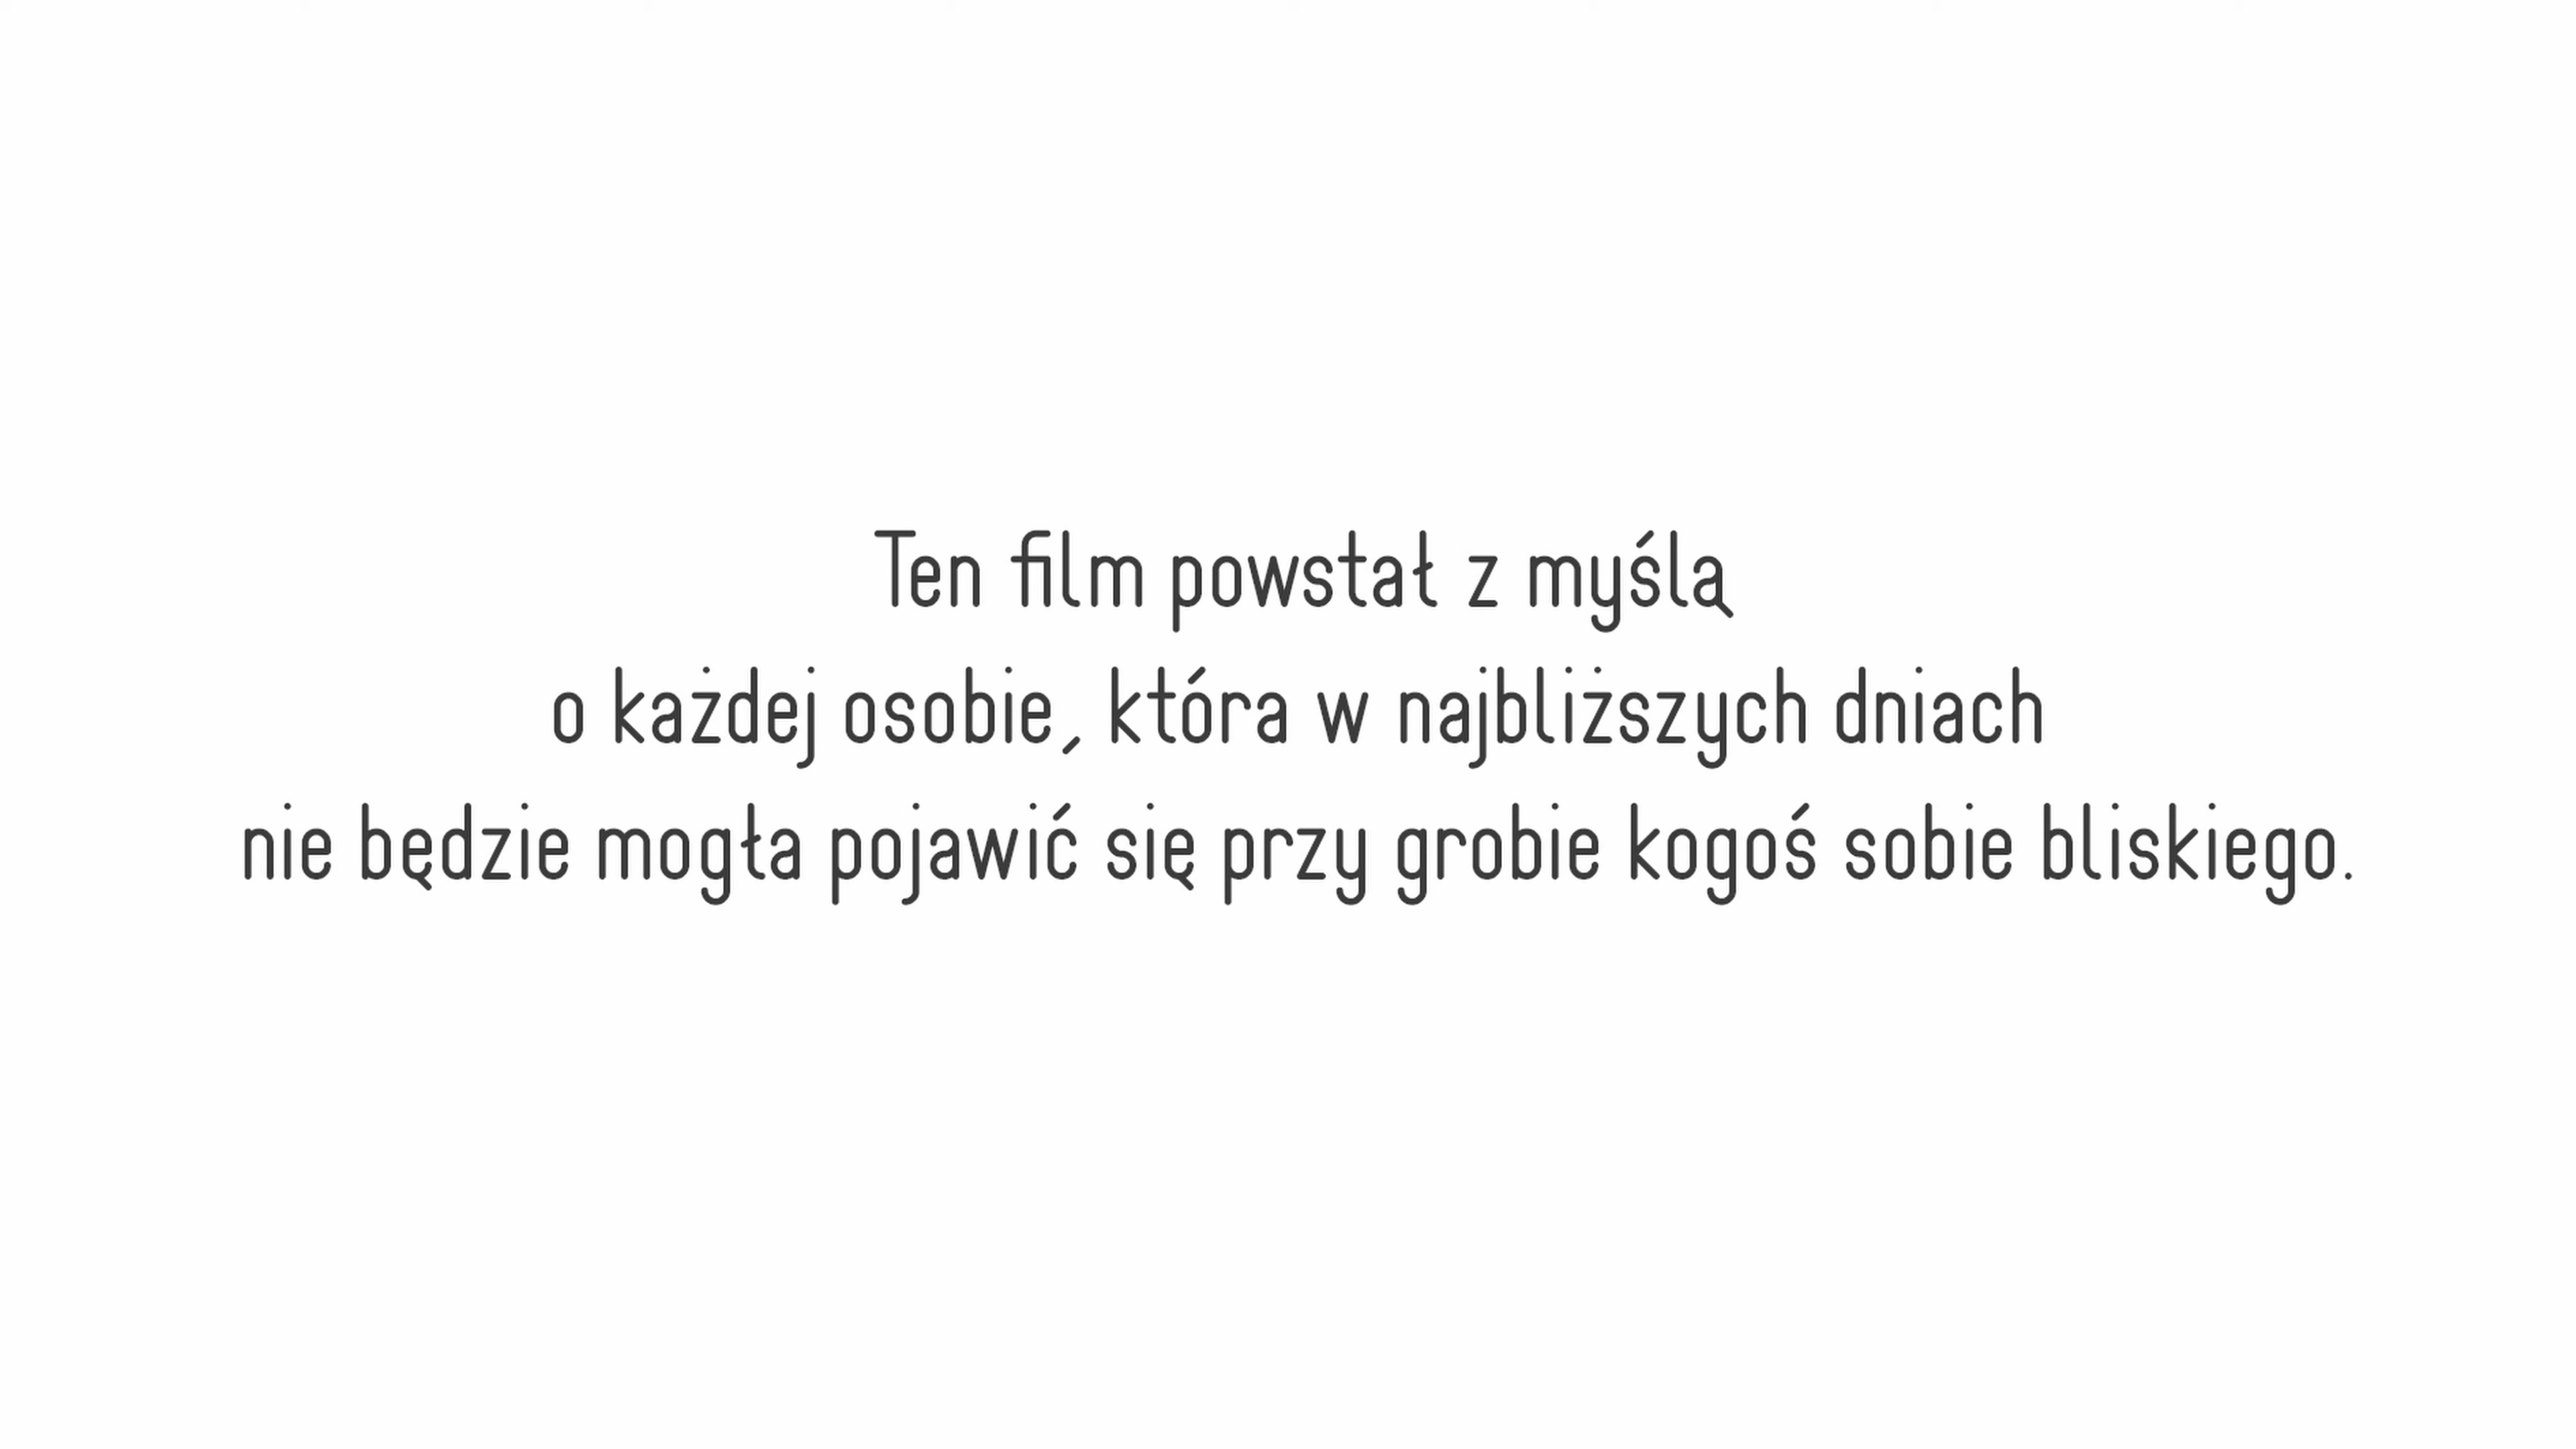 Ten film powstał z myślą
o każdej osobie, która w najbliższych dniach
nie będzie mogła pojawić się przy grobie kogoś sobie bliskiego.